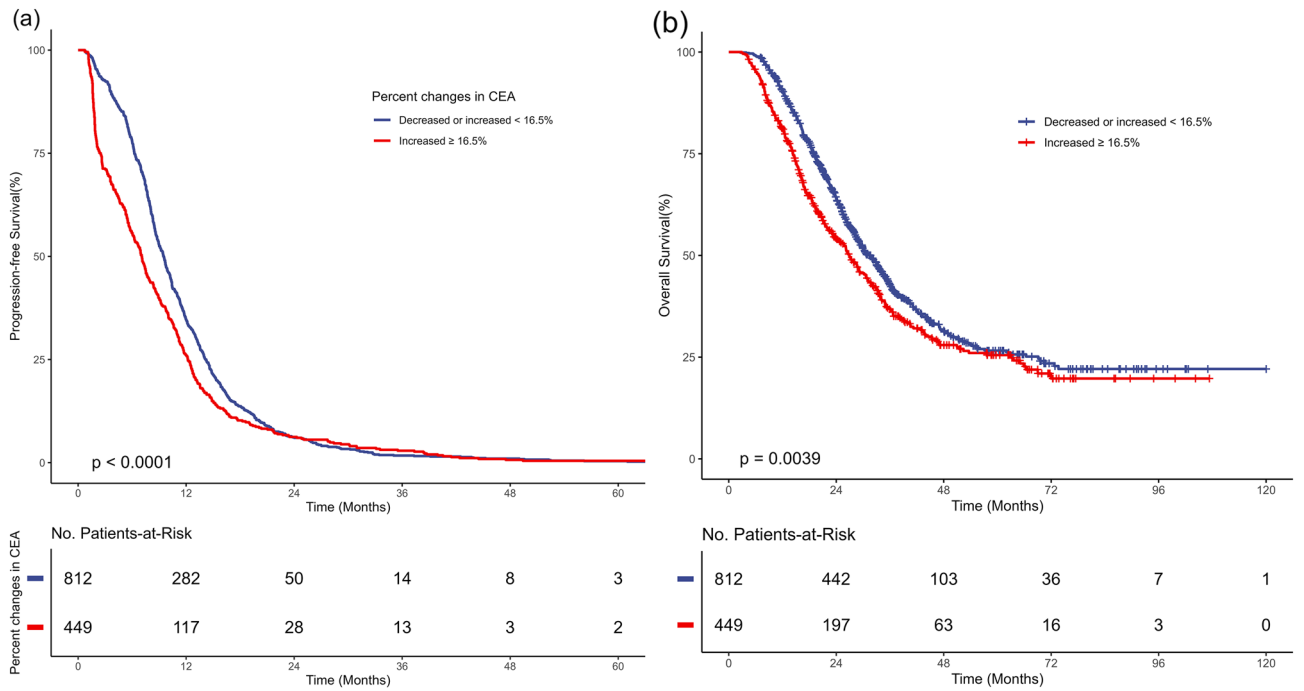 (a)
Progression-free Survival(%)
100
75
50
25
0
Percent changes in CEA
Decreased or increased < 16.5%
Increased ≥ 16.5%
p < 0.0001
0 12 24 36 48 60
Time (Months)
No. Patients-at-Risk
Percent changes in CEA
812 282 50 14 8 3
449 117 28 13 3 2
0 12 24 36 48 60
Time (Months)
(b)
Overall Survival(%)
100
75
50
25
0
Decreased or increased < 16.5%
Increased ≥ 16.5%
p = 0.0039
0 24 48 72 96 120
Time (Months)
No. Patients-at-Risk
812 442 103 36 7 1
449 197 63 16 3 0
0 24 48 72 96 120
Time (Months)